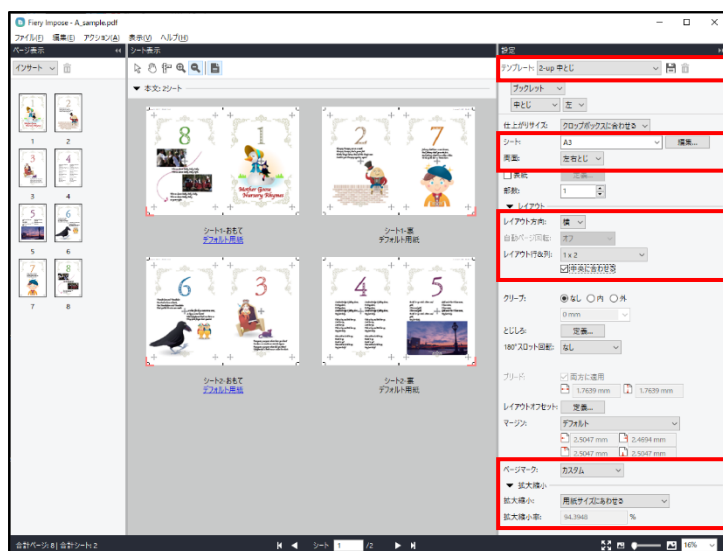 Fiery Impose - A_sample.pdf
ファイル(F) 編集(E) アクション(A) 表示(V) ヘルプ(H)
ページ表示
シート表示
設定
インサート
テンプレート: 2-up 中とじ
本文: 2シート
ブックレット
中とじ 左
仕上がりサイズ: クロップボックスに合わせる
シート: A3 編集...
両面: 左右とじ
表紙 定義...
部数: 1
レイアウト
レイアウト方向: 横
自動ページ回転: オフ
レイアウト行&列: 1 x 2
中央に合わせる
クリープ: なし 内 外
0 mm
とじしろ: 定義...
180°スロット回転: なし
ブリード: 両方に適用
1.7639 mm 1.7639 mm
レイアウトオフセット: 定義...
マージン: デフォルト
2.5047 mm 2.4694 mm
2.5047 mm 2.5047 mm
ページマーク: カスタム
拡大縮小
拡大縮小: 用紙サイズにあわせる
拡大縮小率: 94.3948 %
1 2
3 4
5 6
7 8
8 1
Mother Goose
Nursery Rhymes
2 7
シート1-おもて
デフォルト用紙
シート1-裏
デフォルト用紙
6 3
4 5
シート2-おもて
デフォルト用紙
シート2-裏
デフォルト用紙
合計ページ: 8| 合計シート: 2
シート 1 /2
16%